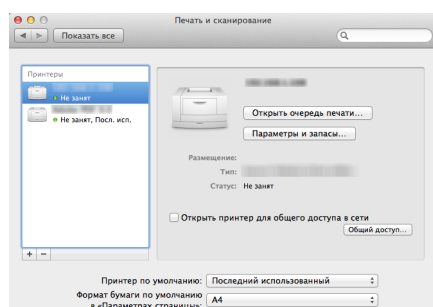 Печать и сканирование
Показать все
Принтеры
Не занят
Не занят, Посл. исп.
Открыть очередь печати...
Параметры и запасы...
Размещение:
Тип:
Статус: Не занят
Открыть принтер для общего доступа в сети
Общий доступ...
+ −
Принтер по умолчанию: Последний использованный
Формат бумаги по умолчанию
в «Параметрах страницы»: A4